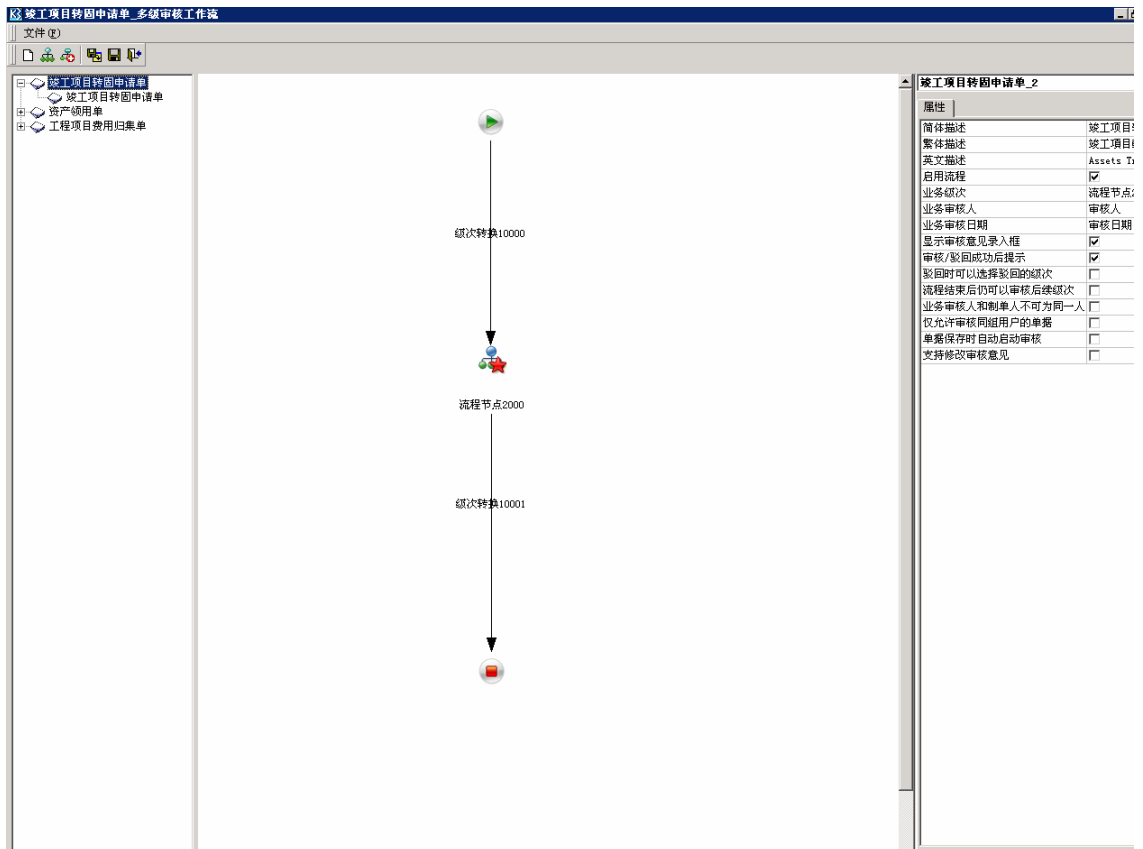 竣工项目转固申请单_多级审核工作流
文件(F)
竣工项目转固申请单
竣工项目转固申请单
资产领用单
工程项目费用归集单
级次转换10000
流程节点2000
级次转换10001
竣工项目转固申请单_2
属性
简体描述 竣工项目
繁体描述 竣工項目
英文描述 Assets Tr
启用流程
业务级次 流程节点2
业务审核人 审核人
业务审核日期 审核日期
显示审核意见录入框
审核/驳回成功后提示
驳回时可以选择驳回的级次
流程结束后仍可以审核后续级次
业务审核人和制单人不可为同一人
仅允许审核同组用户的单据
单据保存时自动启动审核
支持修改审核意见